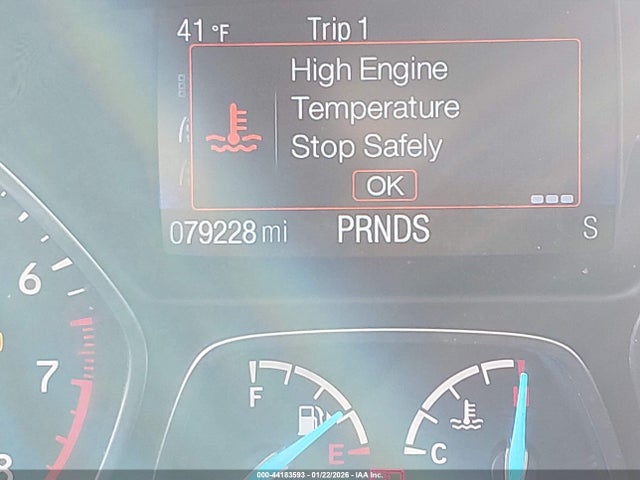 41 °F Trip 1
High Engine
Temperature
Stop Safely
OK
079228 mi PRNDS S
6
7
8
F E
C H
000-44183593 - 01/22/2026 - IAA Inc.